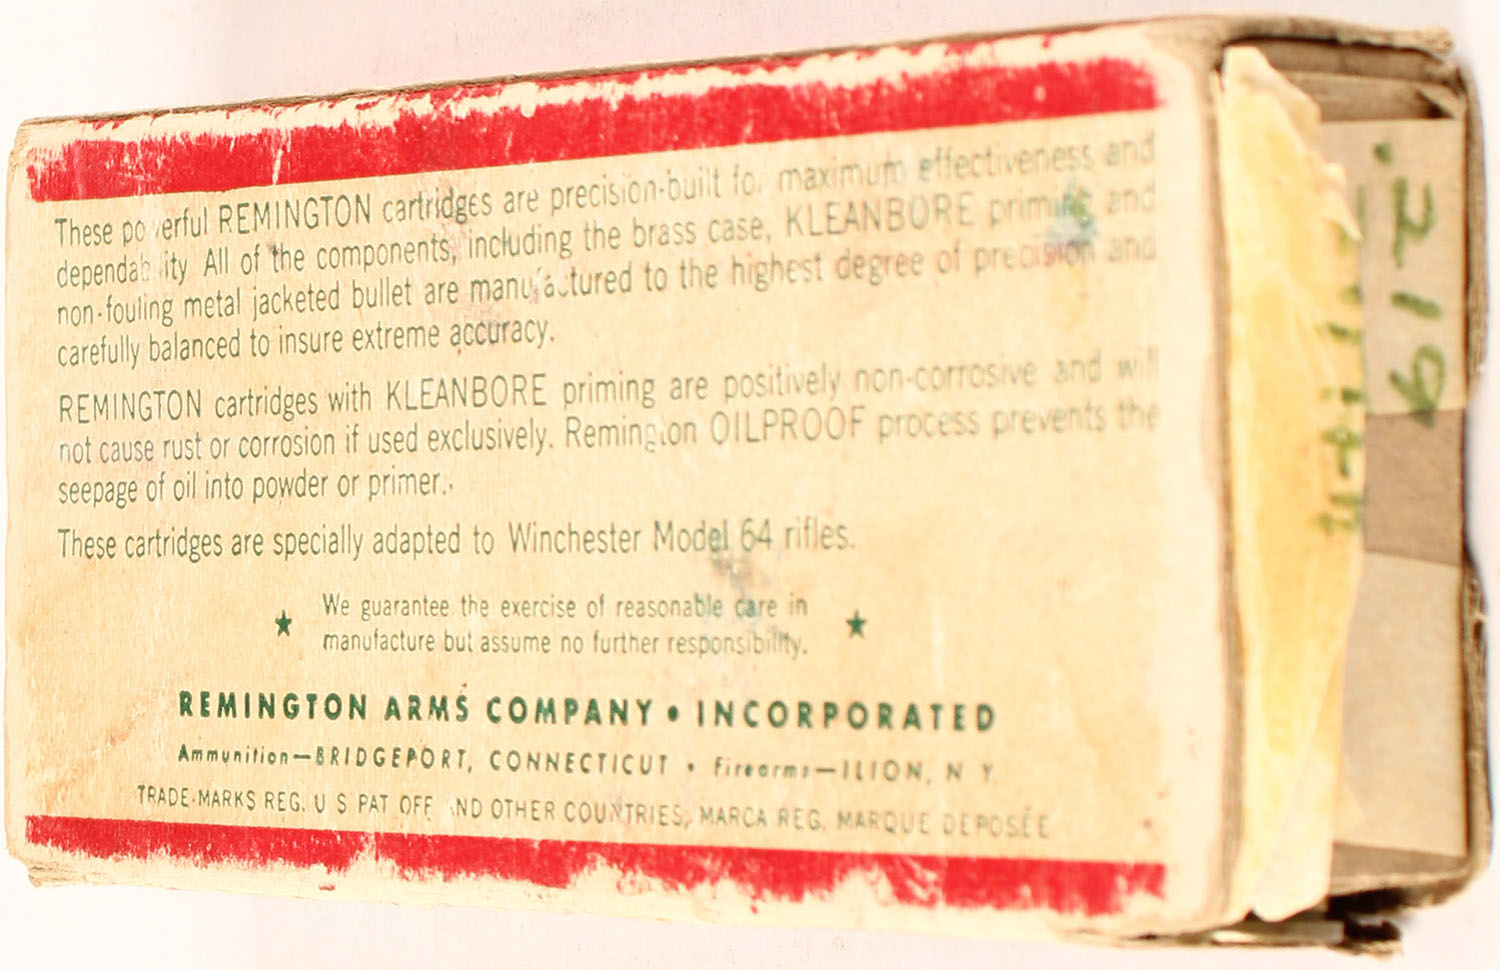 These powerful REMINGTON cartridges are precision-built for maximum effectiveness and
dependability All of the components, including the brass case, KLEANBORE priming and
non-fouling metal jacketed bullet are manufactured to the highest degree of precision and
carefully balanced to insure extreme accuracy.
REMINGTON cartridges with KLEANBORE priming are positively non-corrosive and will
not cause rust or corrosion if used exclusively. Remington OILPROOF process prevents the
seepage of oil into powder or primer.
These cartridges are specially adapted to Winchester Model 64 rifles.
★ We guarantee the exercise of reasonable care in ★
manufacture but assume no further responsibility.
REMINGTON ARMS COMPANY • INCORPORATED
Ammunition—BRIDGEPORT, CONNECTICUT • Firearms—ILION, N Y
TRADE-MARKS REG. U S PAT OFF AND OTHER COUNTRIES, MARCA REG. MARQUE DEPOSÉE
219